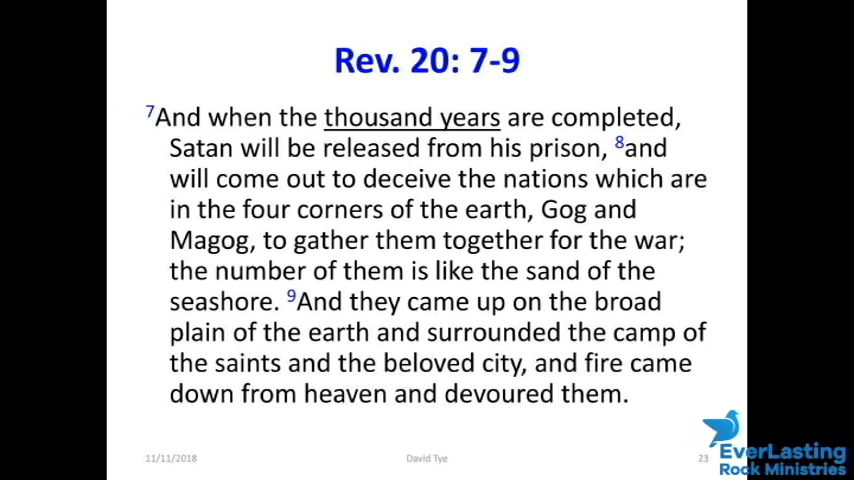 Rev. 20: 7-9
7And when the thousand years are completed,
Satan will be released from his prison, 8and
will come out to deceive the nations which are
in the four corners of the earth, Gog and
Magog, to gather them together for the war;
the number of them is like the sand of the
seashore. 9And they came up on the broad
plain of the earth and surrounded the camp of
the saints and the beloved city, and fire came
down from heaven and devoured them.
11/11/2018
David Tye
23
EverLasting
Rock Ministries